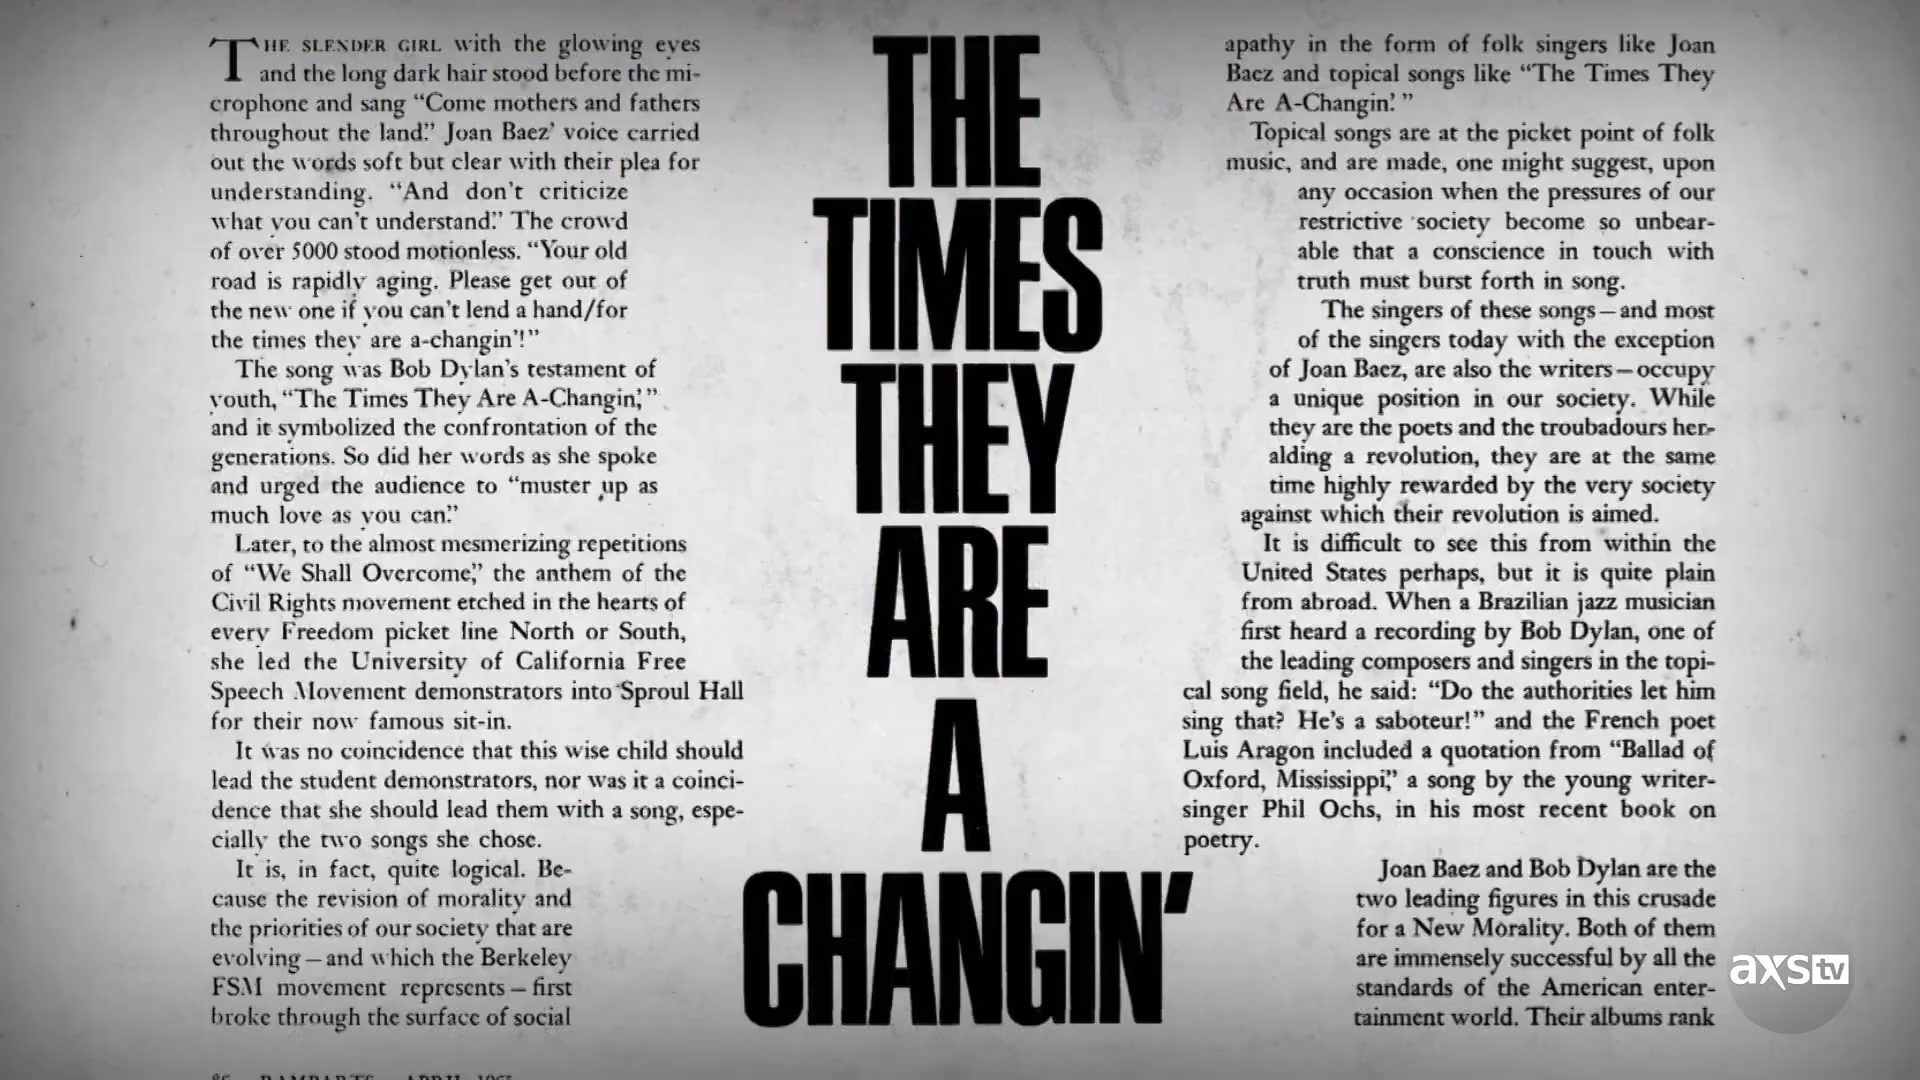 THE SLENDER GIRL with the glowing eyes
and the long dark hair stood before the mi-
crophone and sang “Come mothers and fathers
throughout the land.” Joan Baez’ voice carried
out the words soft but clear with their plea for
understanding. “And don’t criticize
what you can’t understand.” The crowd
of over 5000 stood motionless. “Your old
road is rapidly aging. Please get out of
the new one if you can’t lend a hand/for
the times they are a-changin’!”
The song was Bob Dylan’s testament of
youth, “The Times They Are A-Changin’,”
and it symbolized the confrontation of the
generations. So did her words as she spoke
and urged the audience to “muster up as
much love as you can.”
Later, to the almost mesmerizing repetitions
of “We Shall Overcome,” the anthem of the
Civil Rights movement etched in the hearts of
every Freedom picket line North or South,
she led the University of California Free
Speech Movement demonstrators into Sproul Hall
for their now famous sit-in.
It was no coincidence that this wise child should
lead the student demonstrators, nor was it a coinci-
dence that she should lead them with a song, espe-
cially the two songs she chose.
It is, in fact, quite logical. Be-
cause the revision of morality and
the priorities of our society that are
evolving—and which the Berkeley
FSM movement represents—first
broke through the surface of social
THE
TIMES
THEY
ARE
A
CHANGIN’
apathy in the form of folk singers like Joan
Baez and topical songs like “The Times They
Are A-Changin’.”
Topical songs are at the picket point of folk
music, and are made, one might suggest, upon
any occasion when the pressures of our
restrictive society become so unbear-
able that a conscience in touch with
truth must burst forth in song.
The singers of these songs—and most
of the singers today with the exception
of Joan Baez, are also the writers—occupy
a unique position in our society. While
they are the poets and the troubadours her-
alding a revolution, they are at the same
time highly rewarded by the very society
against which their revolution is aimed.
It is difficult to see this from within the
United States perhaps, but it is quite plain
from abroad. When a Brazilian jazz musician
first heard a recording by Bob Dylan, one of
the leading composers and singers in the topi-
cal song field, he said: “Do the authorities let him
sing that? He’s a saboteur!” and the French poet
Luis Aragon included a quotation from “Ballad of
Oxford, Mississippi,” a song by the young writer-
singer Phil Ochs, in his most recent book on
poetry.
Joan Baez and Bob Dylan are the
two leading figures in this crusade
for a New Morality. Both of them
are immensely successful by all the
standards of the American enter-
tainment world. Their albums rank
axs tv